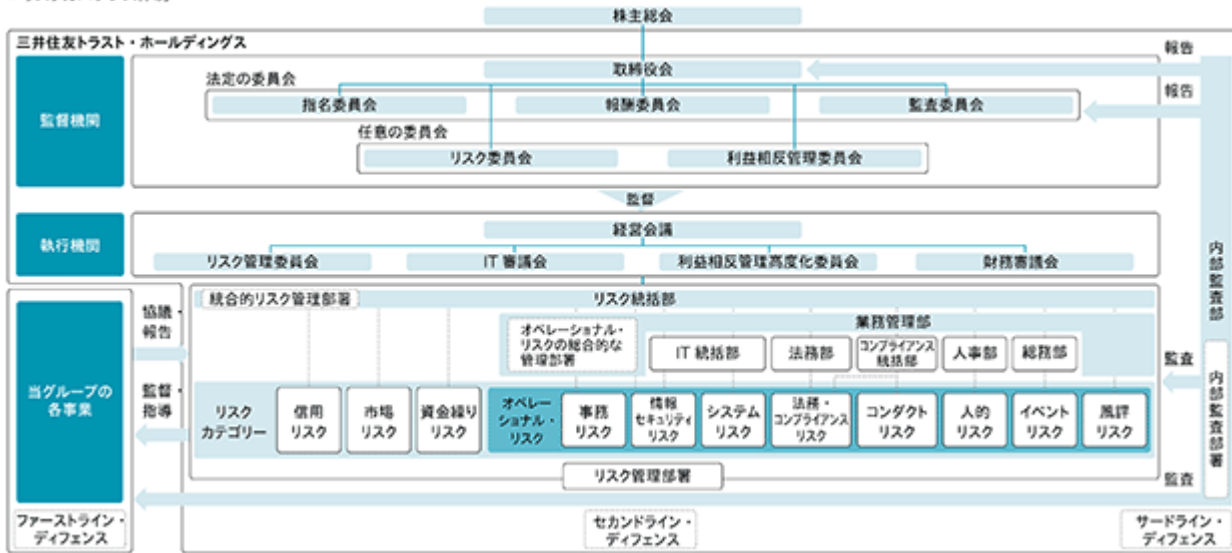 株主総会
三井住友トラスト・ホールディングス
報告
取締役会
法定の委員会
指名委員会
報酬委員会
監査委員会
報告
監督機関
任意の委員会
リスク委員会
利益相反管理委員会
監督
執行機関
経営会議
リスク管理委員会
IT 審議会
利益相反管理高度化委員会
財務審議会
内部監査部
統合的リスク管理部署
リスク統括部
協議・
報告
オペレーショナル・
リスクの総合的な
管理部署
業務管理部
IT 統括部
法務部
コンプライアンス
統括部
人事部
総務部
監査
内部監査部署
当グループの
各事業
監督・
指導
リスク
カテゴリー
信用
リスク
市場
リスク
資金繰り
リスク
オペレー
ショナル・
リスク
事務
リスク
情報
セキュリティ
リスク
システム
リスク
法務・
コンプライアンス
リスク
コンダクト
リスク
人的
リスク
イベント
リスク
風評
リスク
リスク管理部署
監査
ファーストライン・
ディフェンス
セカンドライン・
ディフェンス
サードライン・
ディフェンス